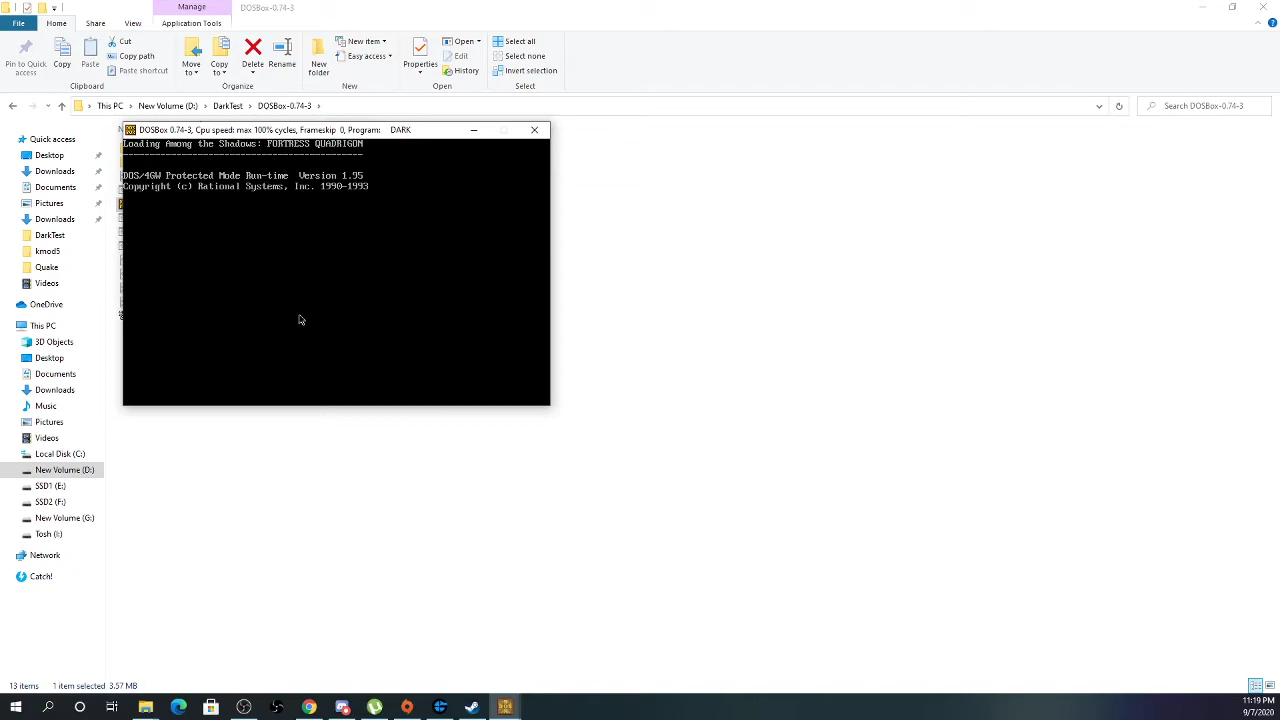 Manage
DOSBox-0.74-3
File
Home
Share
View
Application Tools
Pin to Quick access
Copy
Paste
Cut
Copy path
Paste shortcut
Clipboard
Move to
Copy to
Delete
Rename
Organize
New folder
New item
Easy access
New
Properties
Open
Edit
History
Open
Select all
Select none
Invert selection
Select
This PC > New Volume (D:) > DarkTest > DOSBox-0.74-3 >
Search DOSBox-0.74-3
Quick access
Desktop
Downloads
Documents
Pictures
Downloads
DarkTest
kmod5
Quake
Videos
OneDrive
This PC
3D Objects
Desktop
Documents
Downloads
Music
Pictures
Videos
Local Disk (C:)
New Volume (D:)
SSD1 (E:)
SSD2 (F:)
New Volume (G:)
Tosh (I:)
Network
Catch!
DOSBox 0.74-3, Cpu speed: max 100% cycles, Frameskip 0, Program: DARK
Loading Among the Shadows: FORTRESS QUADRIGON
---------------------------------------------
DOS/4GW Protected Mode Run-time Version 1.95
Copyright (c) Rational Systems, Inc. 1990-1993
13 items
1 item selected 3.57 MB
11:19 PM
9/7/2020